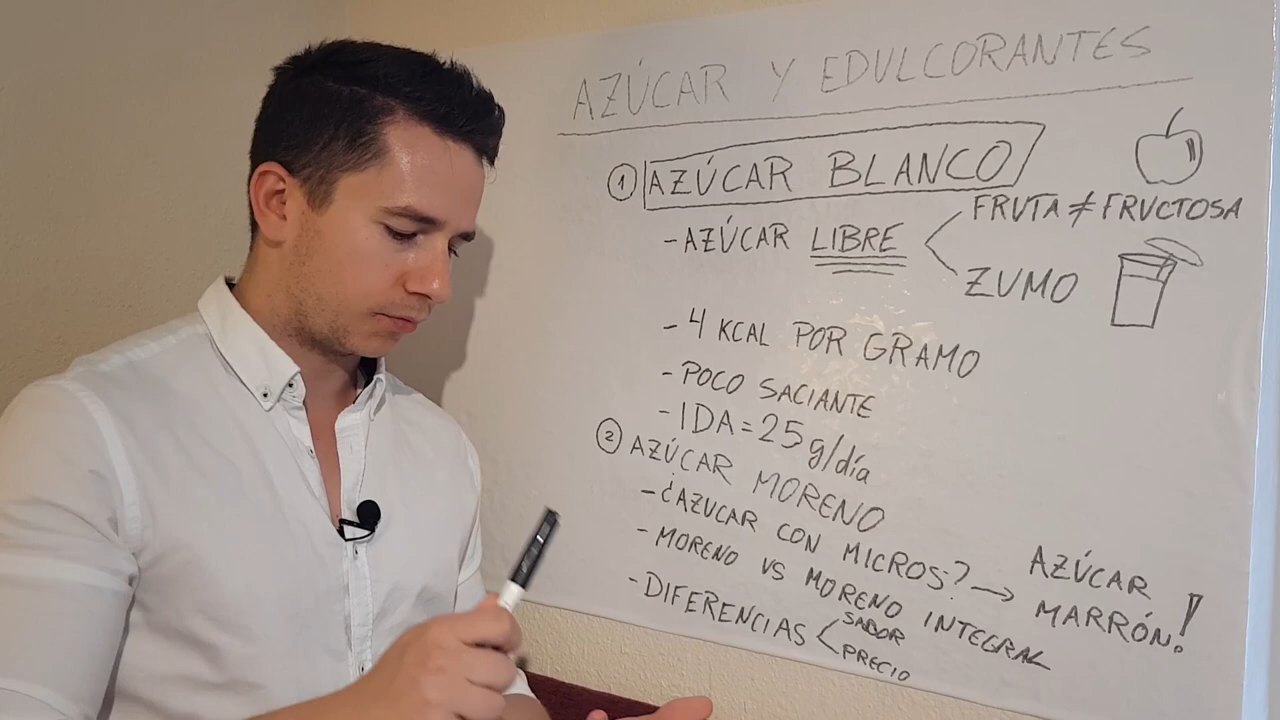 AZÚCAR Y EDULCORANTES
① AZÚCAR BLANCO
- AZÚCAR LIBRE
FRUTA ≠ FRUCTOSA
ZUMO
- 4 KCAL POR GRAMO
- POCO SACIANTE
- IDA = 25 g/día
② AZÚCAR MORENO
- ¿AZUCAR CON MICROS?
- MORENO VS MORENO INTEGRAL
→ AZÚCAR
MARRÓN!
- DIFERENCIAS
SABOR
PRECIO